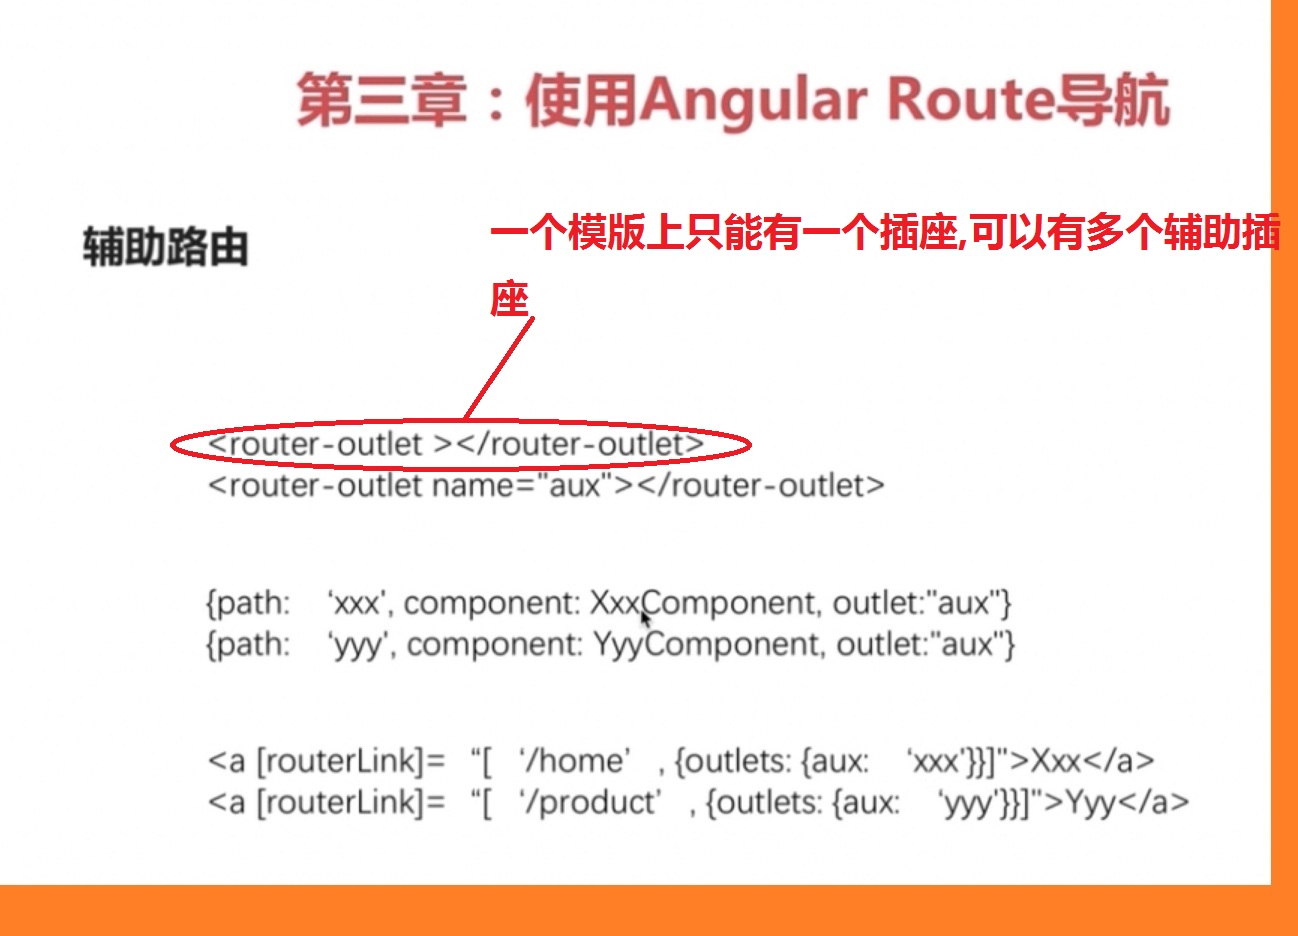 第三章：使用Angular Route导航
辅助路由
一个模版上只能有一个插座,可以有多个辅助插
座
<router-outlet ></router-outlet>
<router-outlet name="aux"></router-outlet>
{path: ‘xxx’, component: XxxComponent, outlet:"aux"}
{path: ‘yyy’, component: YyyComponent, outlet:"aux"}
<a [routerLink]= “[ ‘/home’ , {outlets: {aux: ‘xxx’}}]">Xxx</a>
<a [routerLink]= “[ ‘/product’ , {outlets: {aux: ‘yyy’}}]">Yyy</a>